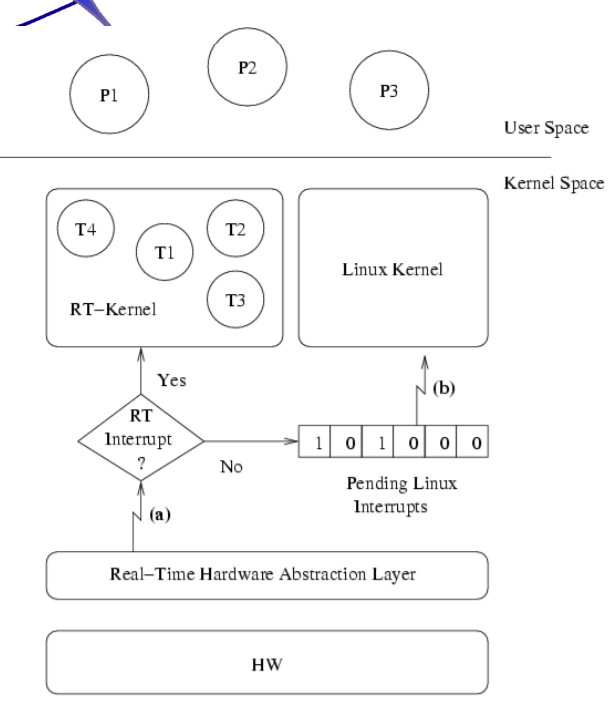 P1
P2
P3
User Space
Kernel Space
T4
T1
T2
T3
RT-Kernel
Linux Kernel
Yes
(b)
RT
Interrupt
?
No
1 0 1 0 0 0
Pending Linux
Interrupts
(a)
Real-Time Hardware Abstraction Layer
HW